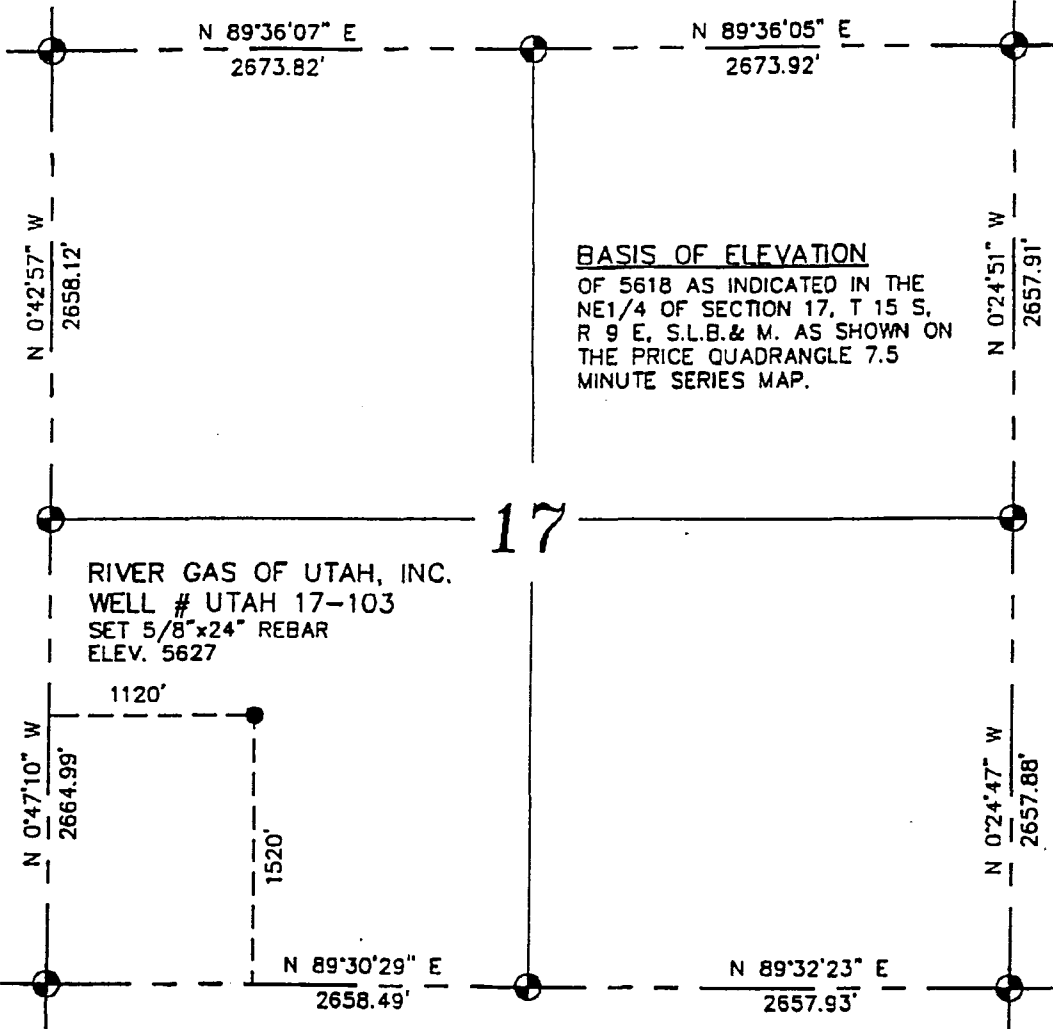 N 89°36'07" E
2673.82'
N 89°36'05" E
2673.92'
N 0°42'57" W
2658.12'
BASIS OF ELEVATION
OF 5618 AS INDICATED IN THE
NE1/4 OF SECTION 17, T 15 S,
R 9 E, S.L.B.& M. AS SHOWN ON
THE PRICE QUADRANGLE 7.5
MINUTE SERIES MAP.
N 0°24'51" W
2657.91'
17
RIVER GAS OF UTAH, INC.
WELL # UTAH 17-103
SET 5/8"x24" REBAR
ELEV. 5627
1120'
N 0°47'10" W
2664.99'
1520'
N 0°24'47" W
2657.88'
N 89°30'29" E
2658.49'
N 89°32'23" E
2657.93'